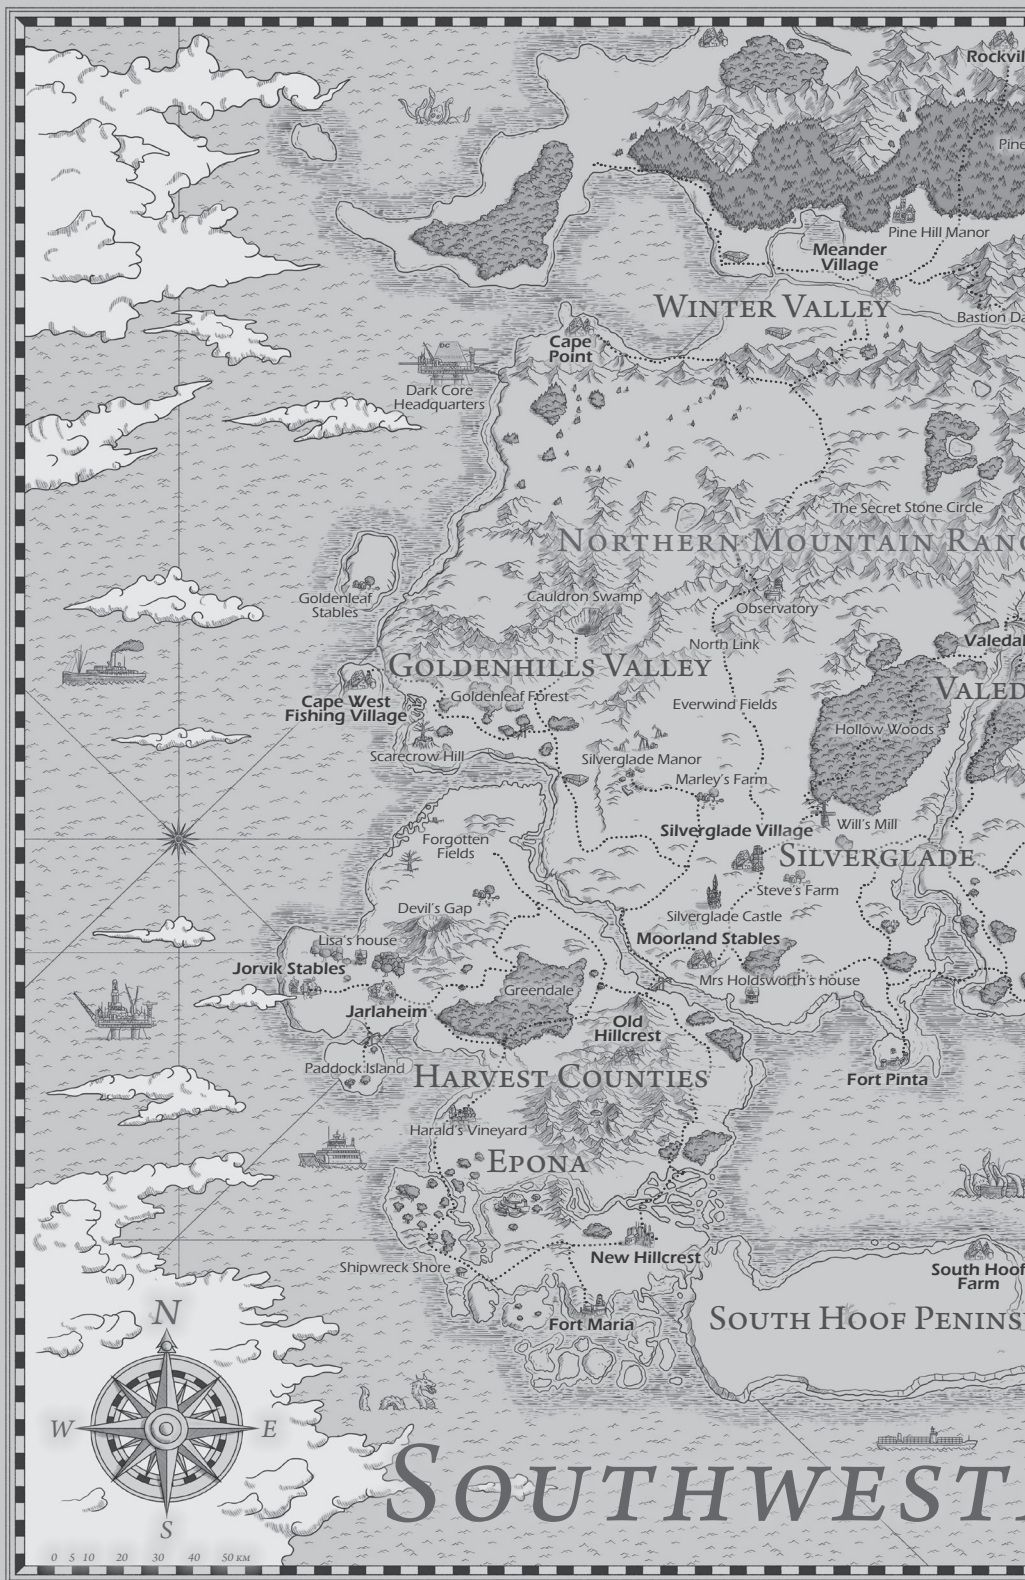 Rockvil
Pine
Pine Hill Manor
Meander
Village
Winter Valley
Bastion Da
Cape
Point
DC
Dark Core
Headquarters
The Secret Stone Circle
Northern Mountain Rang
Goldenleaf
Stables
Cauldron Swamp
Observatory
North Link
Valedal
Goldenhills Valley
Valed
Cape West
Fishing Village
Goldenleaf Forest
Everwind Fields
Hollow Woods
Scarecrow Hill
Silverglade Manor
Marley's Farm
Silverglade Village
Will's Mill
Forgotten
Fields
Silverglade
Steve's Farm
Devil's Gap
Silverglade Castle
Lisa's house
Moorland Stables
Jorvik Stables
Mrs Holdsworth's house
Greendale
Jarlaheim
Old
Hillcrest
Paddock Island
Harvest Counties
Fort Pinta
Harald's Vineyard
Epona
New Hillcrest
Shipwreck Shore
South Hoof
Farm
Fort Maria
South Hoof Penins
N
W
E
S
Southwest
0 5 10 20 30 40 50 km